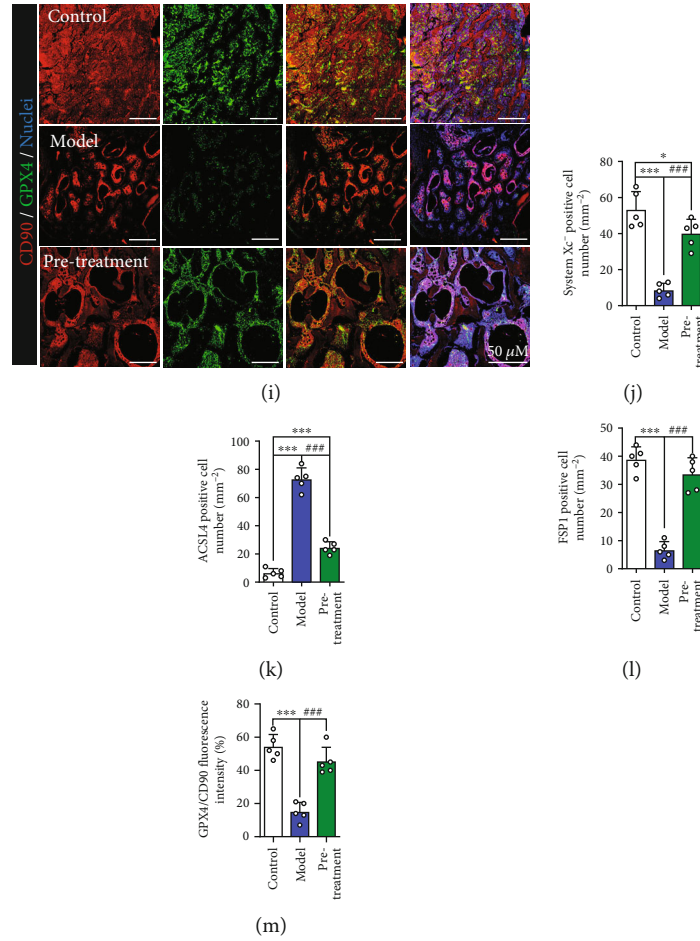 Control
Model
Pre-treatment
CD90 / GPX4 / Nuclei
50 μM
(i)
System Xc⁻ positive cell
number (mm⁻²)
80
60
40
20
0
*
*** ###
Control
Model
Pre-
treatment
(j)
ACSL4 positive cell
number (mm⁻²)
100
80
60
40
20
0
***
*** ###
Control
Model
Pre-
treatment
(k)
FSP1 positive cell
number (mm⁻²)
50
40
30
20
10
0
*** ###
Control
Model
Pre-
treatment
(l)
GPX4/CD90 fluorescence
intensity (%)
80
60
40
20
0
*** ###
Control
Model
Pre-
treatment
(m)